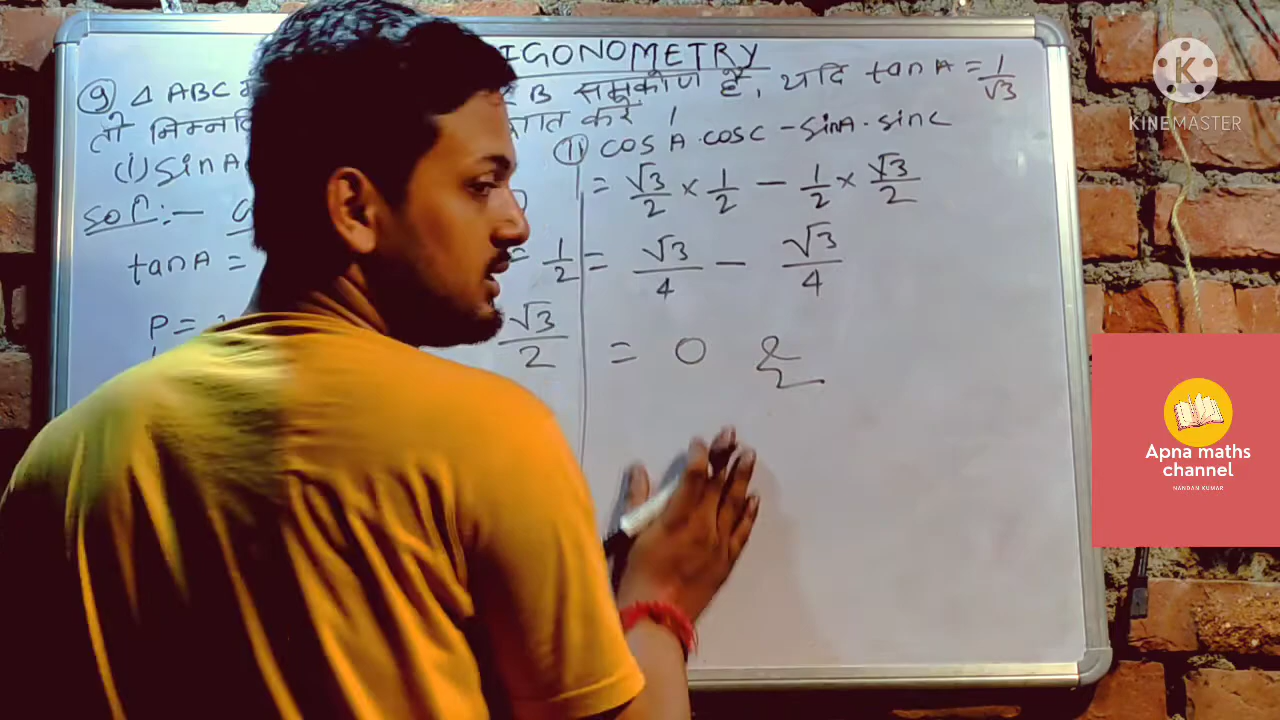 IGONOMETRY
9) Δ ABC ∠B समकोण है, यदि tan A = 1/√3
तो ज्ञात करें ।
(i) sin A
(ii) cos A . cos C - sin A . sin C
= √3/2 × 1/2 - 1/2 × √3/2
sol:-
tan A =
= 1/2
= √3/4 - √3/4
P =
√3/2
= 0
KINEMASTER
Apna maths
channel
NANDAN KUMAR